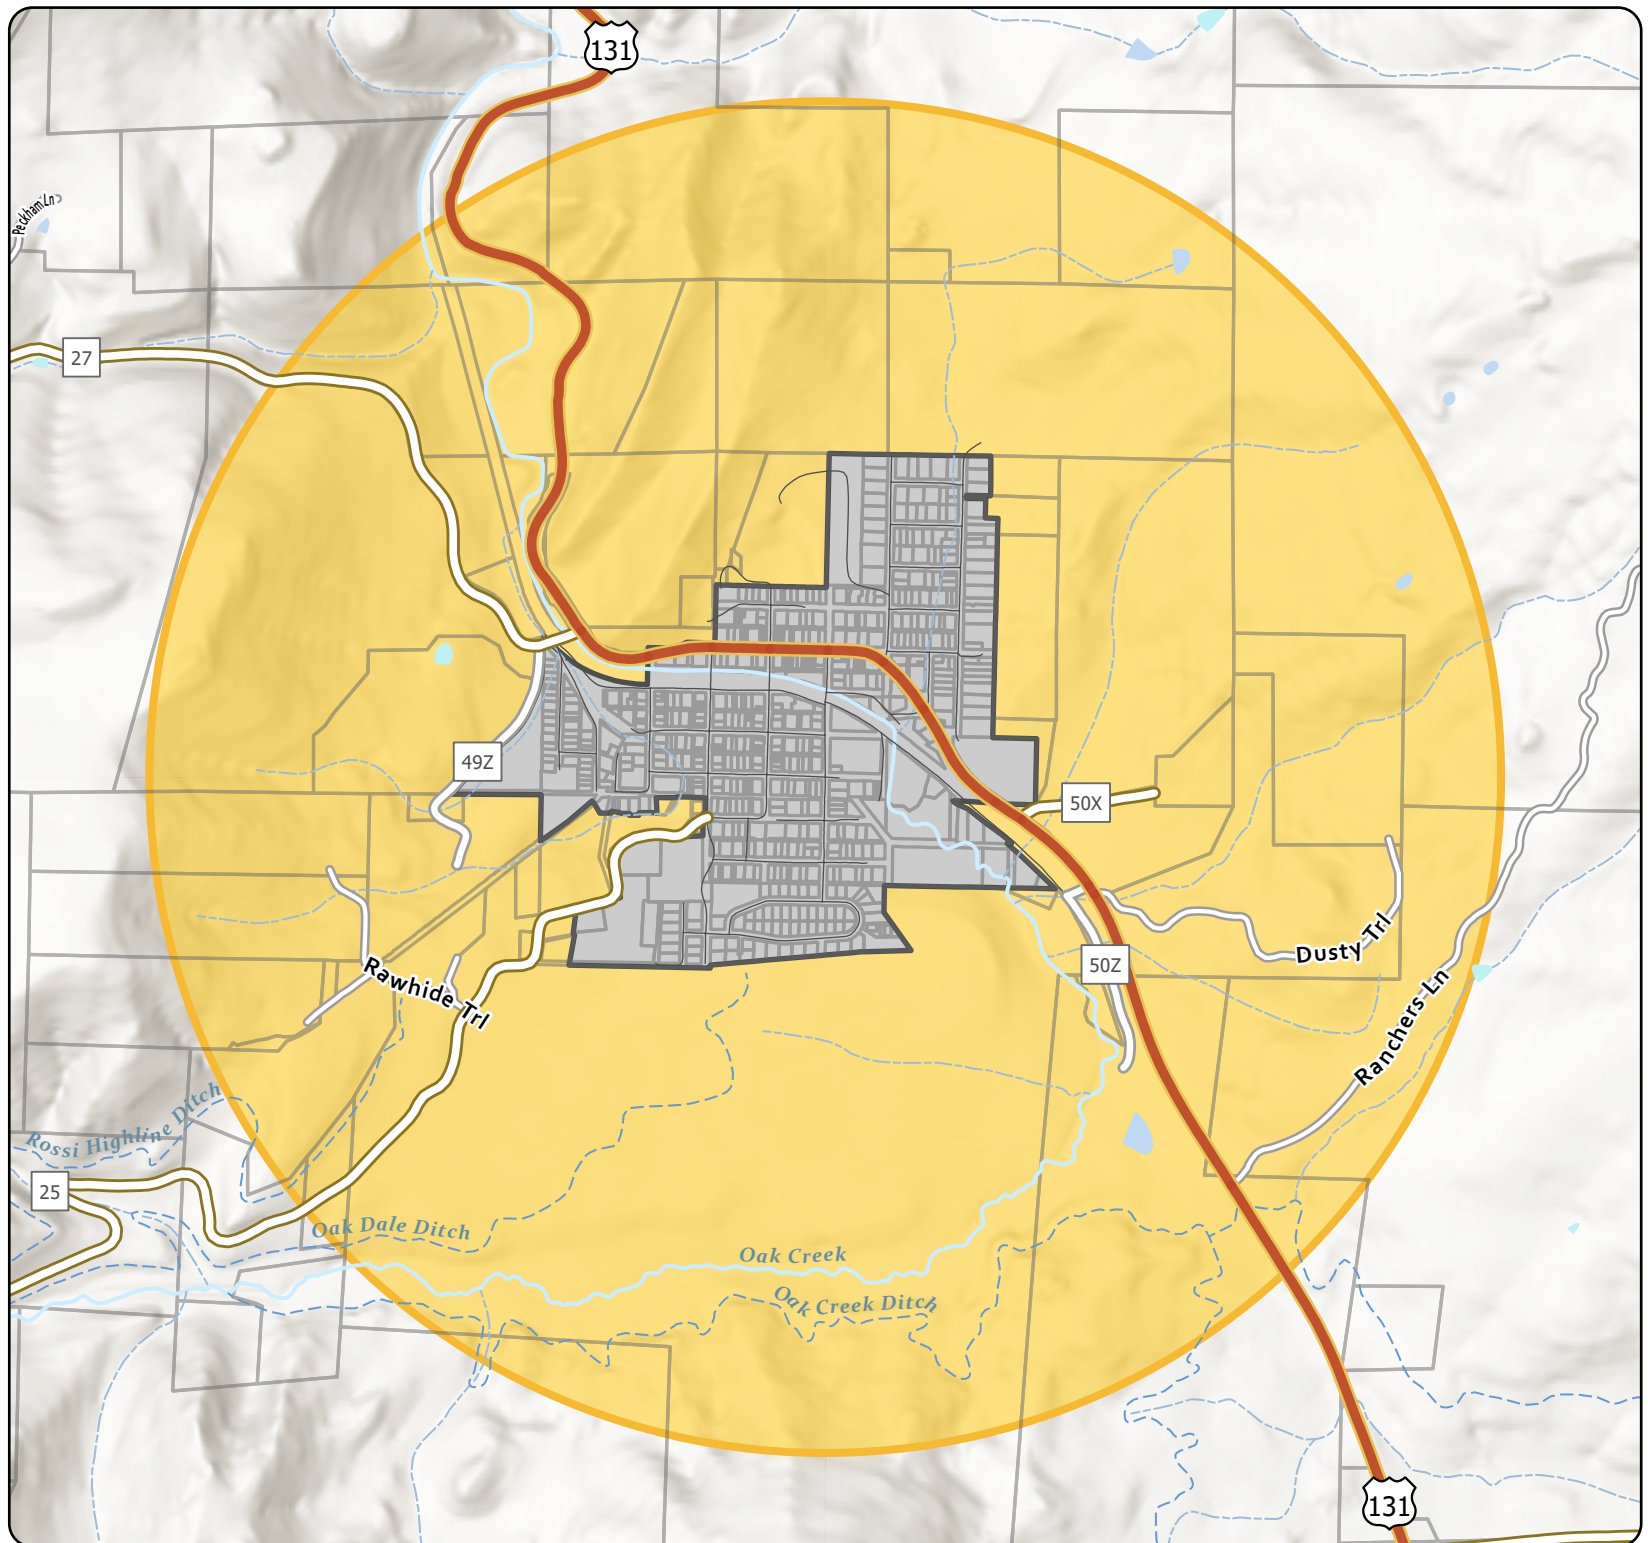 131
Peckham Ln
27
49Z
50X
Dusty Trl
50Z
Rawhide Trl
Ranchers Ln
Rossi Highline Ditch
25
Oak Dale Ditch
Oak Creek
Oak Creek Ditch
131